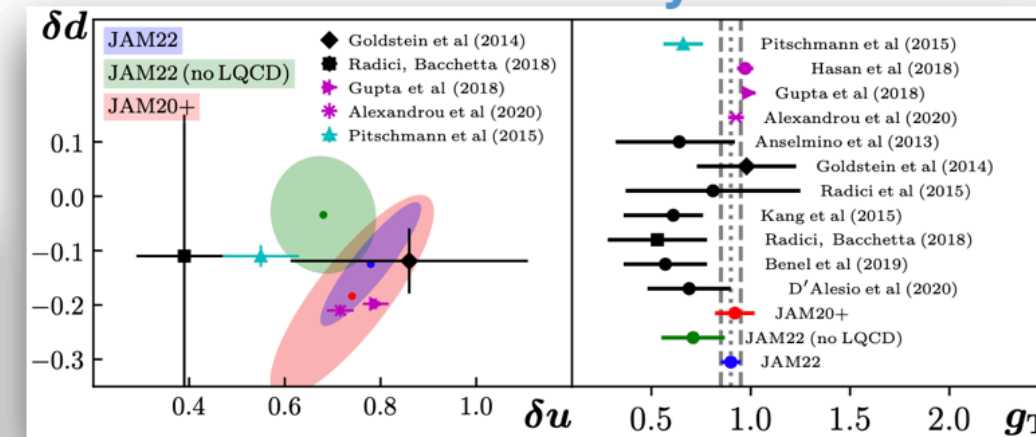 δd
JAM22
JAM22 (no LQCD)
JAM20+
Goldstein et al (2014)
Radici, Bacchetta (2018)
Gupta et al (2018)
Alexandrou et al (2020)
Pitschmann et al (2015)
0.1
0.0
−0.1
−0.2
−0.3
0.4 0.6 0.8 1.0
δu
Pitschmann et al (2015)
Hasan et al (2018)
Gupta et al (2018)
Alexandrou et al (2020)
Anselmino et al (2013)
Goldstein et al (2014)
Radici et al (2015)
Kang et al (2015)
Radici, Bacchetta (2018)
Benel et al (2019)
D′Alesio et al (2020)
JAM20+
JAM22 (no LQCD)
JAM22
0.5 1.0 1.5 2.0
gT